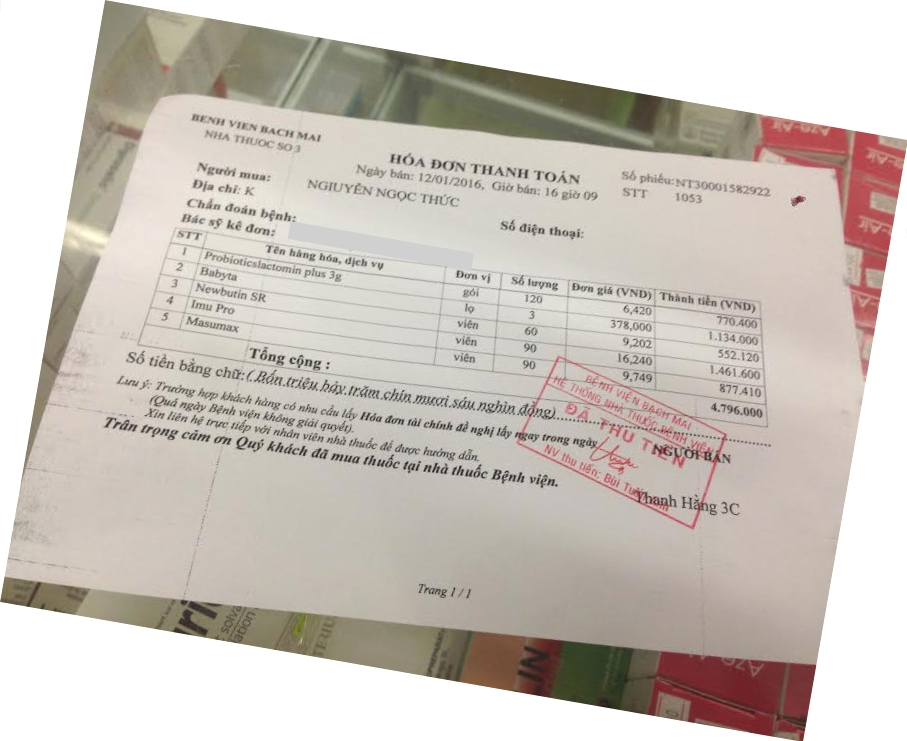 BENH VIEN BACH MAI
NHA THUOC SO 3
HÓA ĐƠN THANH TOÁN
Ngày bán: 12/01/2016, Giờ bán: 16 giờ 09
Số phiếu: NT30001582922
STT 1053
Người mua: NGIUYỄN NGỌC THỨC
Địa chỉ: K
Số điện thoại:
Chẩn đoán bệnh:
Bác sỹ kê đơn:
STT Tên hàng hóa, dịch vụ Đơn vị Số lượng Đơn giá (VND) Thành tiền (VND)
1 Probioticslactomin plus 3g gói 120 6,420 770.400
2 Babyta lọ 3 378,000 1.134.000
3 Newbutin SR viên 60 9,202 552.120
4 Imu Pro viên 90 16,240 1.461.600
5 Masumax viên 90 9,749 877.410
Tổng cộng : 4.796.000
Số tiền bằng chữ: ( Bốn triệu bảy trăm chín mươi sáu nghìn đồng)
Lưu ý: Trường hợp khách hàng có nhu cầu lấy Hóa đơn tài chính đề nghị lấy ngay trong ngày
(Quá ngày Bệnh viện không giải quyết).
Xin liên hệ trực tiếp với nhân viên nhà thuốc để được hướng dẫn.
Trân trọng cảm ơn Quý khách đã mua thuốc tại nhà thuốc Bệnh viện.
BỆNH VIỆN BẠCH MAI
HỆ THỐNG NHÀ THUỐC BỆNH VIỆN
ĐÃ THU TIỀN
NV thu tiền: Bùi
NGƯỜI BÁN
Thanh Hằng 3C
Trang 1 / 1